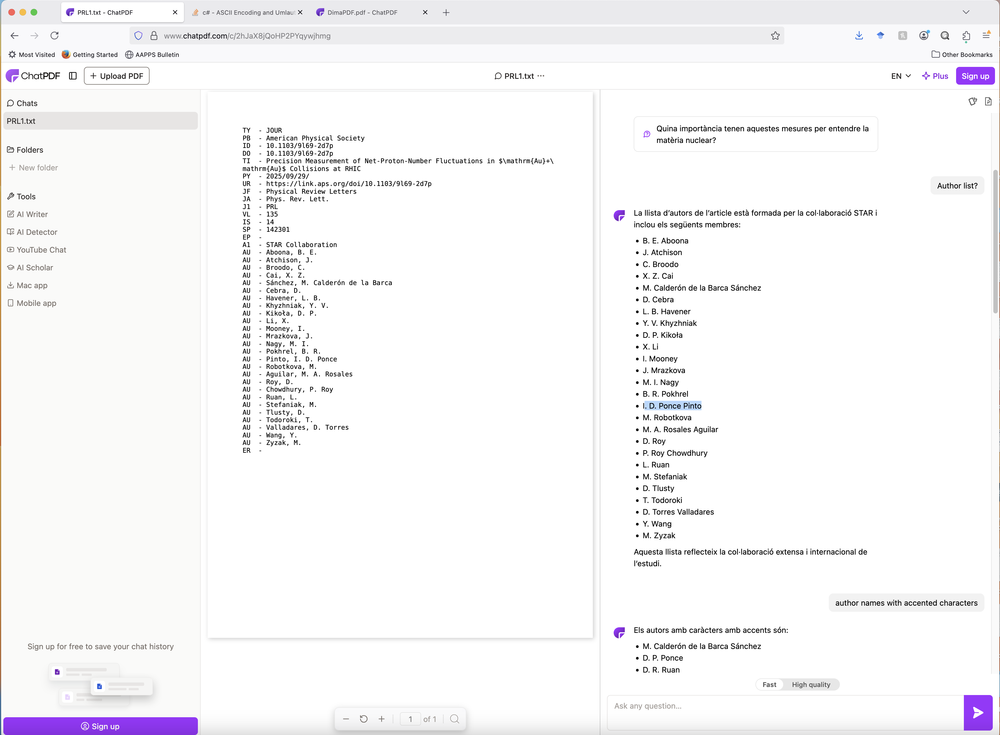 PRL1.txt - ChatPDF
c# - ASCII Encoding and Umlaut
DimaPDF.pdf - ChatPDF
www.chatpdf.com/c/2hJaX8jQoHP2PYqywjhmg
Most Visited
Getting Started
AAPPS Bulletin
Other Bookmarks
ChatPDF
+ Upload PDF
PRL1.txt ...
EN
Plus
Sign up
Chats
PRL1.txt
Folders
+ New folder
Tools
AI Writer
AI Detector
YouTube Chat
AI Scholar
Mac app
Mobile app
Sign up for free to save your chat history
Sign up
TY  - JOUR
PB  - American Physical Society
ID  - 10.1103/9l69-2d7p
DO  - 10.1103/9l69-2d7p
TI  - Precision Measurement of Net-Proton-Number Fluctuations in $\mathrm{Au}+\
mathrm{Au}$ Collisions at RHIC
PY  - 2025/09/29/
UR  - https://link.aps.org/doi/10.1103/9l69-2d7p
JF  - Physical Review Letters
JA  - Phys. Rev. Lett.
J1  - PRL
VL  - 135
IS  - 14
SP  - 142301
EP  -
A1  - STAR Collaboration
AU  - Aboona, B. E.
AU  - Atchison, J.
AU  - Broodo, C.
AU  - Cai, X. Z.
AU  - Sánchez, M. Calderón de la Barca
AU  - Cebra, D.
AU  - Havener, L. B.
AU  - Khyzhniak, Y. V.
AU  - Kikoła, D. P.
AU  - Li, X.
AU  - Mooney, I.
AU  - Mrazkova, J.
AU  - Nagy, M. I.
AU  - Pokhrel, B. R.
AU  - Pinto, I. D. Ponce
AU  - Robotkova, M.
AU  - Aguilar, M. A. Rosales
AU  - Roy, D.
AU  - Chowdhury, P. Roy
AU  - Ruan, L.
AU  - Stefaniak, M.
AU  - Tlusty, D.
AU  - Todoroki, T.
AU  - Valladares, D. Torres
AU  - Wang, Y.
AU  - Zyzak, M.
ER  -
1 of 1
Quina importància tenen aquestes mesures per entendre la
matèria nuclear?
Author list?
La llista d'autors de l'article està formada per la col·laboració STAR i
inclou els següents membres:
• B. E. Aboona
• J. Atchison
• C. Broodo
• X. Z. Cai
• M. Calderón de la Barca Sánchez
• D. Cebra
• L. B. Havener
• Y. V. Khyzhniak
• D. P. Kikoła
• X. Li
• I. Mooney
• J. Mrazkova
• M. I. Nagy
• B. R. Pokhrel
• I. D. Ponce Pinto
• M. Robotkova
• M. A. Rosales Aguilar
• D. Roy
• P. Roy Chowdhury
• L. Ruan
• M. Stefaniak
• D. Tlusty
• T. Todoroki
• D. Torres Valladares
• Y. Wang
• M. Zyzak
Aquesta llista reflecteix la col·laboració extensa i internacional de
l'estudi.
author names with accented characters
Els autors amb caràcters amb accents són:
• M. Calderón de la Barca Sánchez
• D. P. Ponce
• D. R. Ruan
Fast
High quality
Ask any question...